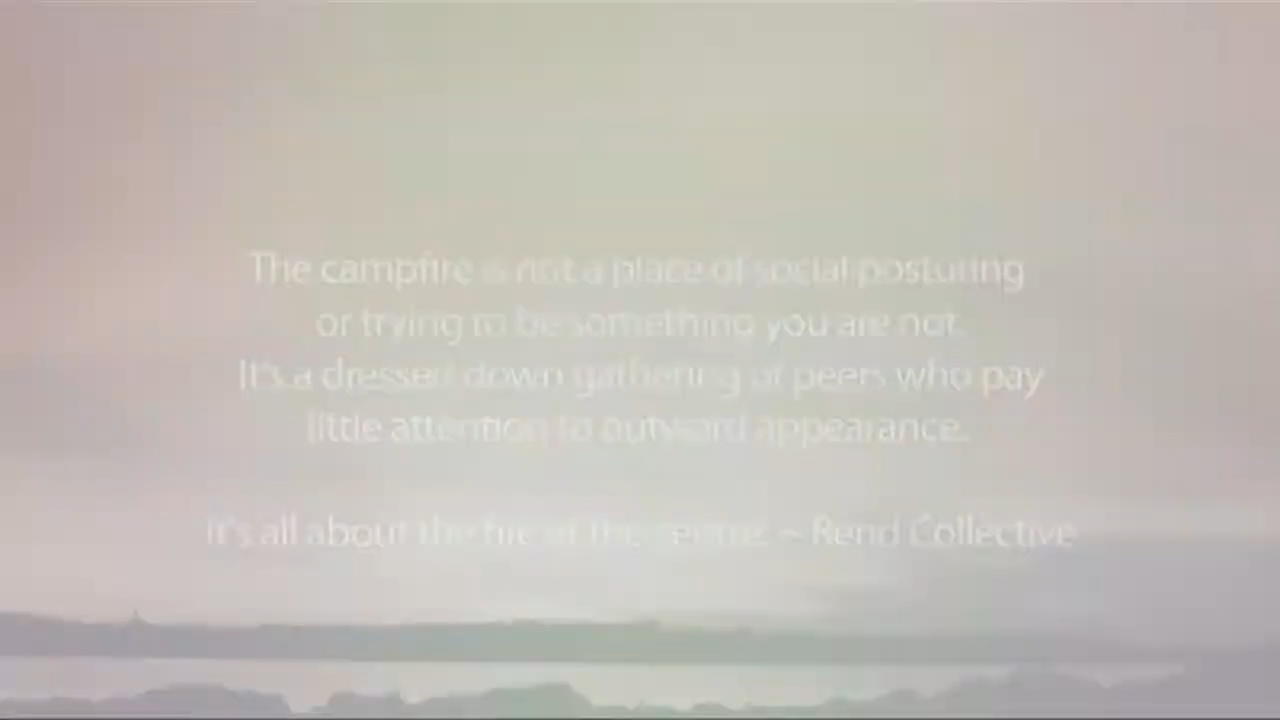 The campfire is not a place of social posturing
or trying to be something you are not.
It's a dressed down gathering of peers who pay
little attention to outward appearance.
It's all about the fire at the centre ~ Rend Collective